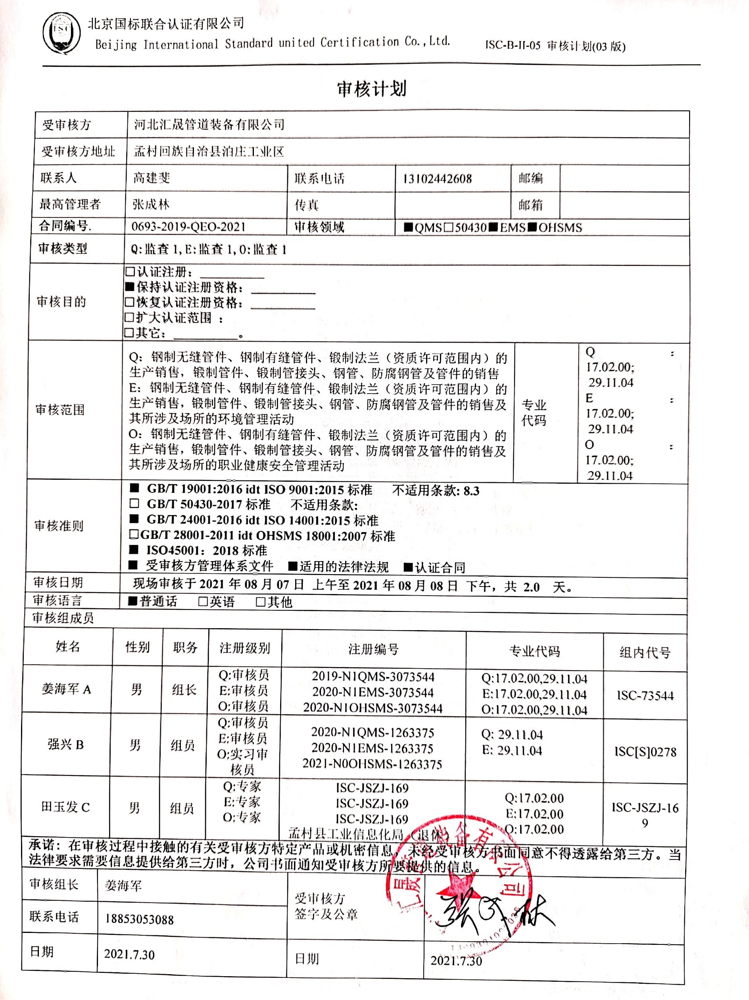 ISC
北京国标联合认证有限公司
Beijing International Standard united Certification Co.,Ltd.
ISC-B-II-05 审核计划(03 版)
审核计划
受审核方 河北汇晟管道装备有限公司
受审核方地址 孟村回族自治县泊庄工业区
联系人 高建斐 联系电话 13102442608 邮编
最高管理者 张成林 传真 邮箱
合同编号. 0693-2019-QEO-2021 审核领域 ■QMS□50430■EMS■OHSMS
审核类型 Q:监查 1,E:监查 1,O:监查 1
审核目的
□认证注册：
■保持认证注册资格：
□恢复认证注册资格：
□扩大认证范围 ：
□其它： 。
审核范围
Q：钢制无缝管件、钢制有缝管件、锻制法兰（资质许可范围内）的
生产销售，锻制管件、锻制管接头、钢管、防腐钢管及管件的销售
E：钢制无缝管件、钢制有缝管件、锻制法兰（资质许可范围内）的
生产销售，锻制管件、锻制管接头、钢管、防腐钢管及管件的销售及
其所涉及场所的环境管理活动
O：钢制无缝管件、钢制有缝管件、锻制法兰（资质许可范围内）的
生产销售，锻制管件、锻制管接头、钢管、防腐钢管及管件的销售及
其所涉及场所的职业健康安全管理活动
专业
代码
Q ：
17.02.00;
29.11.04
E ：
17.02.00;
29.11.04
O ：
17.02.00;
29.11.04
审核准则
■ GB/T 19001:2016 idt ISO 9001:2015 标准 不适用条款: 8.3
□ GB/T 50430-2017 标准 不适用条款:
■ GB/T 24001-2016 idt ISO 14001:2015 标准
□GB/T 28001-2011 idt OHSMS 18001:2007 标准
■ ISO45001：2018 标准
■ 受审核方管理体系文件 ■适用的法律法规 ■认证合同
审核日期 现场审核于 2021 年 08 月 07 日 上午至 2021 年 08 月 08 日 下午，共 2.0 天。
审核语言 ■普通话 □英语 □其他
审核组成员
姓名 性别 职务 注册级别 注册编号 专业代码 组内代号
姜海军 A 男 组长
Q:审核员
E:审核员
O:审核员
2019-N1QMS-3073544
2020-N1EMS-3073544
2020-N1OHSMS-3073544
Q:17.02.00,29.11.04
E:17.02.00,29.11.04
O:17.02.00,29.11.04
ISC-73544
强兴 B 男 组员
Q:审核员
E:审核员
O:实习审
核员
2020-N1QMS-1263375
2020-N1EMS-1263375
2021-N0OHSMS-1263375
Q: 29.11.04
E: 29.11.04
ISC[S]0278
田玉发 C 男 组员
Q:专家
E:专家
O:专家
ISC-JSZJ-169
ISC-JSZJ-169
ISC-JSZJ-169
孟村县工业信息化局（退休）
Q:17.02.00
E:17.02.00
O:17.02.00
ISC-JSZJ-16
9
承诺：在审核过程中接触的有关受审核方特定产品或机密信息，未经受审核方书面同意不得透露给第三方。当
法律要求需要信息提供给第三方时，公司书面通知受审核方所要提供的信息。
审核组长 姜海军
联系电话 18853053088
受审核方
签字及公章
张成林
日期 2021.7.30 日期 2021.7.30